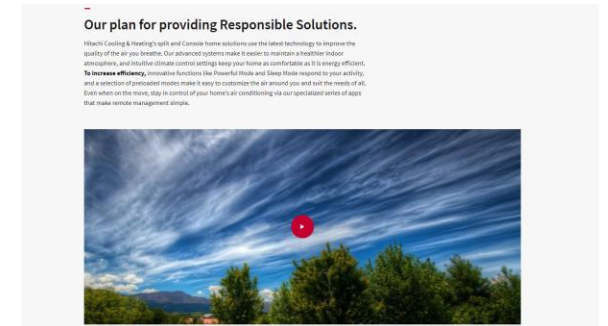 Our plan for providing Responsible Solutions.
Hitachi Cooling & Heating's split and Console home solutions use the latest technology to improve the
quality of the air you breathe. Our advanced systems make it easier to maintain a healthier indoor
atmosphere, and intuitive climate control settings keep your home as comfortable as it is energy efficient.
To increase efficiency, innovative functions like Powerful Mode and Sleep Mode respond to your activity,
and a selection of preloaded modes make it easy to customize the air around you and suit the needs of all.
Even when on the move, stay in control of your home's air conditioning via our specialized series of apps
that make remote management simple.